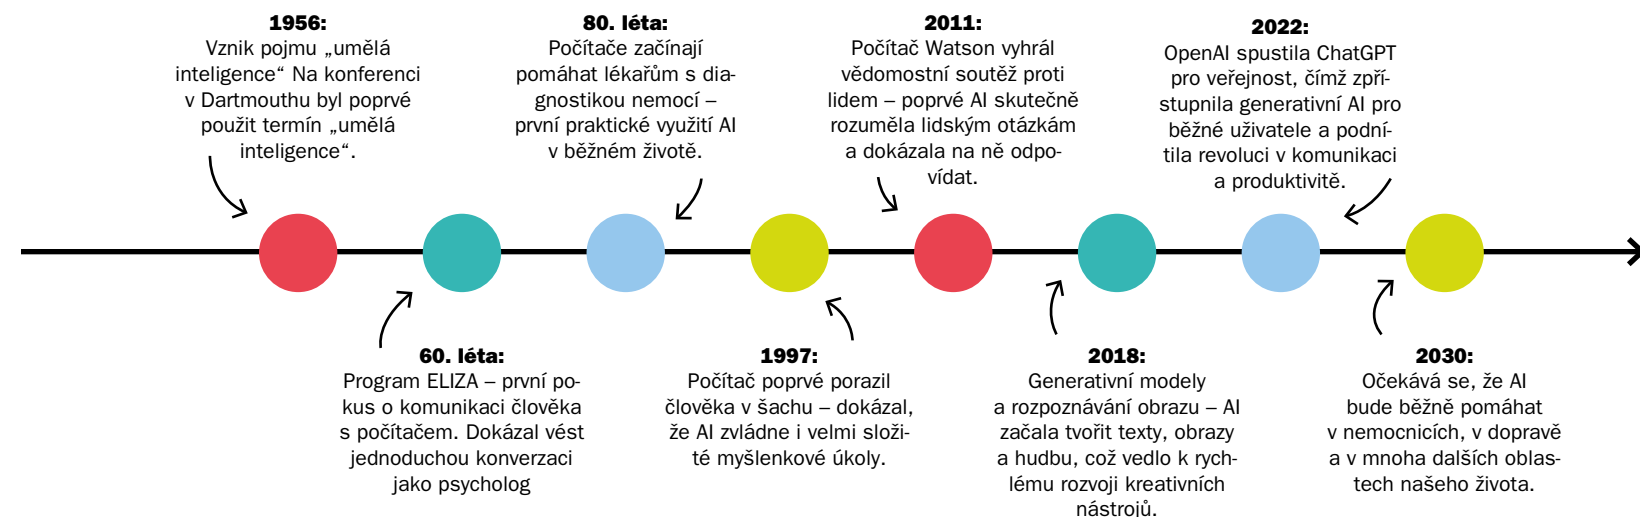 1956:
Vznik pojmu „umělá
inteligence“ Na konferenci
v Dartmouthu byl poprvé
použit termín „umělá
inteligence“.
60. léta:
Program ELIZA – první po-
kus o komunikaci člověka
s počítačem. Dokázal vést
jednoduchou konverzaci
jako psycholog
80. léta:
Počítače začínají
pomáhat lékařům s dia-
gnostikou nemocí –
první praktické využití AI
v běžném životě.
1997:
Počítač poprvé porazil
člověka v šachu – dokázal,
že AI zvládne i velmi složi-
té myšlenkové úkoly.
2011:
Počítač Watson vyhrál
vědomostní soutěž proti
lidem – poprvé AI skutečně
rozuměla lidským otázkám
a dokázala na ně odpo-
vídat.
2018:
Generativní modely
a rozpoznávání obrazu – AI
začala tvořit texty, obrazy
a hudbu, což vedlo k rych-
lému rozvoji kreativních
nástrojů.
2022:
OpenAI spustila ChatGPT
pro veřejnost, čímž zpří-
stupnila generativní AI pro
běžné uživatele a podní-
tila revoluci v komunikaci
a produktivitě.
2030:
Očekává se, že AI
bude běžně pomáhat
v nemocnicích, v dopravě
a v mnoha dalších oblas-
tech našeho života.